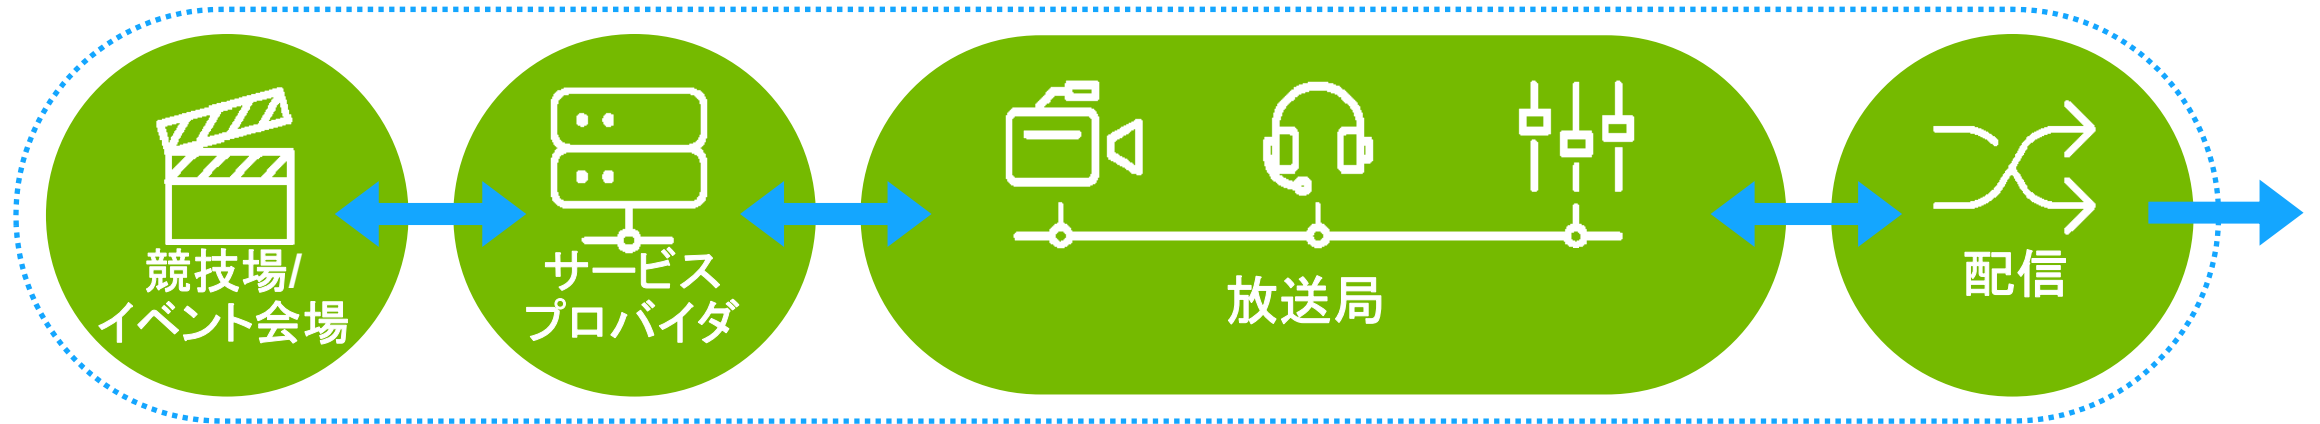 競技場/
イベント会場
サービス
プロバイダ
放送局
配信